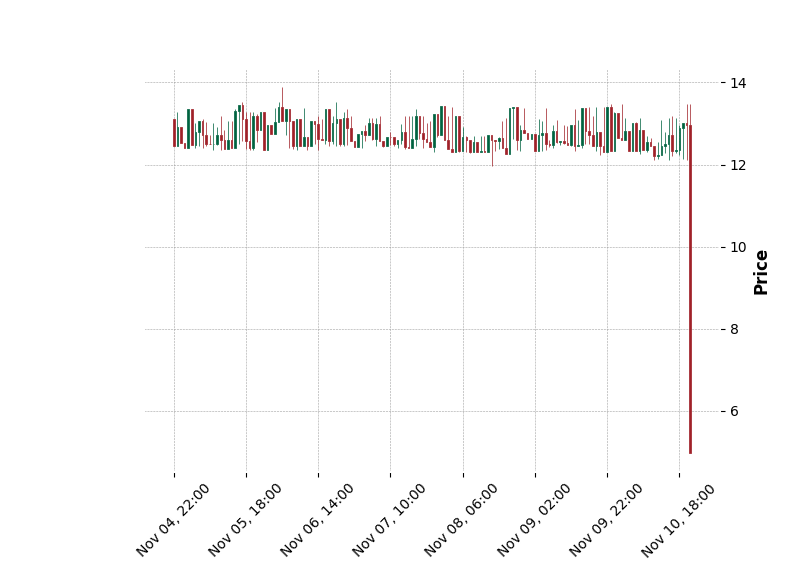 14
12
10
8
6
Price
Nov 04, 22:00
Nov 05, 18:00
Nov 06, 14:00
Nov 07, 10:00
Nov 08, 06:00
Nov 09, 02:00
Nov 09, 22:00
Nov 10, 18:00